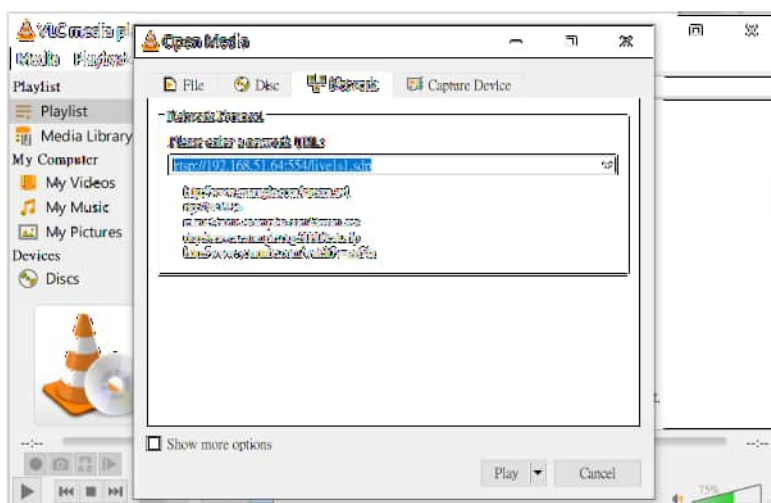 VLC media pl
Open Media
Media Playback
File Disc Network Capture Device
Playlist
Network Protocol
Playlist
Please enter a network URL:
Media Library
rtsp://192.168.51.64:554/live1s1.sdp
My Computer
My Videos
My Music
My Pictures
Devices
Discs
Show more options
--:-- --:--
Play Cancel
75%